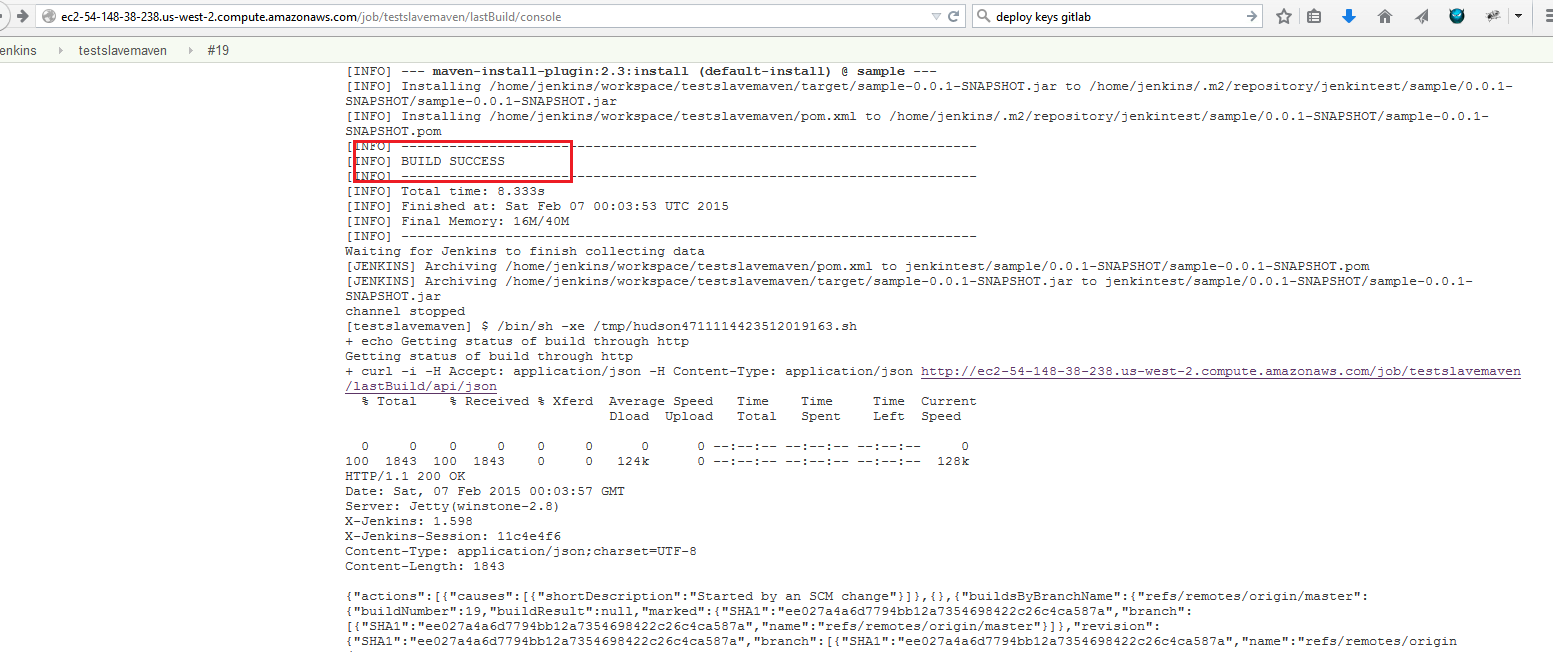 ec2-54-148-38-238.us-west-2.compute.amazonaws.com/job/testslavemaven/lastBuild/console
deploy keys gitlab
enkins testslavemaven #19
[INFO] --- maven-install-plugin:2.3:install (default-install) @ sample ---
[INFO] Installing /home/jenkins/workspace/testslavemaven/target/sample-0.0.1-SNAPSHOT.jar to /home/jenkins/.m2/repository/jenkintest/sample/0.0.1-
SNAPSHOT/sample-0.0.1-SNAPSHOT.jar
[INFO] Installing /home/jenkins/workspace/testslavemaven/pom.xml to /home/jenkins/.m2/repository/jenkintest/sample/0.0.1-SNAPSHOT/sample-0.0.1-
SNAPSHOT.pom
[INFO] ------------------------------------------------------------------------
[INFO] BUILD SUCCESS
[INFO] ------------------------------------------------------------------------
[INFO] Total time: 8.333s
[INFO] Finished at: Sat Feb 07 00:03:53 UTC 2015
[INFO] Final Memory: 16M/40M
[INFO] ------------------------------------------------------------------------
Waiting for Jenkins to finish collecting data
[JENKINS] Archiving /home/jenkins/workspace/testslavemaven/pom.xml to jenkintest/sample/0.0.1-SNAPSHOT/sample-0.0.1-SNAPSHOT.pom
[JENKINS] Archiving /home/jenkins/workspace/testslavemaven/target/sample-0.0.1-SNAPSHOT.jar to jenkintest/sample/0.0.1-SNAPSHOT/sample-0.0.1-
SNAPSHOT.jar
channel stopped
[testslavemaven] $ /bin/sh -xe /tmp/hudson4711114423512019163.sh
+ echo Getting status of build through http
Getting status of build through http
+ curl -i -H Accept: application/json -H Content-Type: application/json http://ec2-54-148-38-238.us-west-2.compute.amazonaws.com/job/testslavemaven
/lastBuild/api/json
% Total % Received % Xferd Average Speed Time Time Time Current
Dload Upload Total Spent Left Speed
0 0 0 0 0 0 0 0 --:--:-- --:--:-- --:--:-- 0
100 1843 100 1843 0 0 124k 0 --:--:-- --:--:-- --:--:-- 128k
HTTP/1.1 200 OK
Date: Sat, 07 Feb 2015 00:03:57 GMT
Server: Jetty(winstone-2.8)
X-Jenkins: 1.598
X-Jenkins-Session: 11c4e4f6
Content-Type: application/json;charset=UTF-8
Content-Length: 1843
{"actions":[{"causes":[{"shortDescription":"Started by an SCM change"}]},{},{"buildsByBranchName":{"refs/remotes/origin/master":
{"buildNumber":19,"buildResult":null,"marked":{"SHA1":"ee027a4a6d7794bb12a7354698422c26c4ca587a","branch":
[{"SHA1":"ee027a4a6d7794bb12a7354698422c26c4ca587a","name":"refs/remotes/origin/master"}]},"revision":
{"SHA1":"ee027a4a6d7794bb12a7354698422c26c4ca587a","branch":[{"SHA1":"ee027a4a6d7794bb12a7354698422c26c4ca587a","name":"refs/remotes/origin